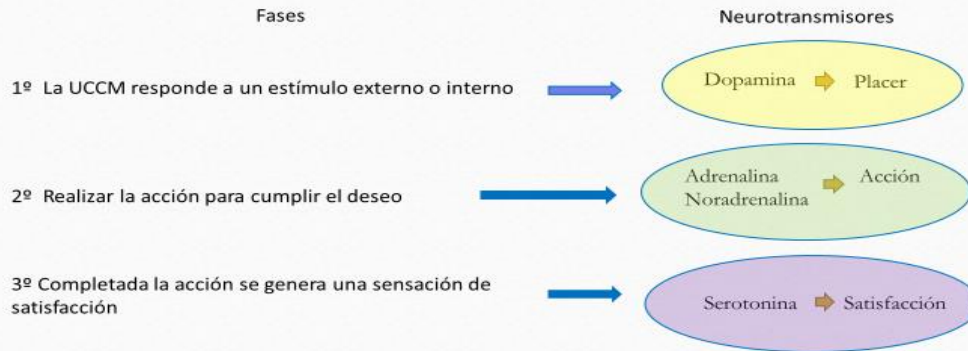 Fases
Neurotransmisores
1º La UCCM responde a un estímulo externo o interno
Dopamina
Placer
2º Realizar la acción para cumplir el deseo
Adrenalina
Noradrenalina
Acción
3º Completada la acción se genera una sensación de
satisfacción
Serotonina
Satisfacción